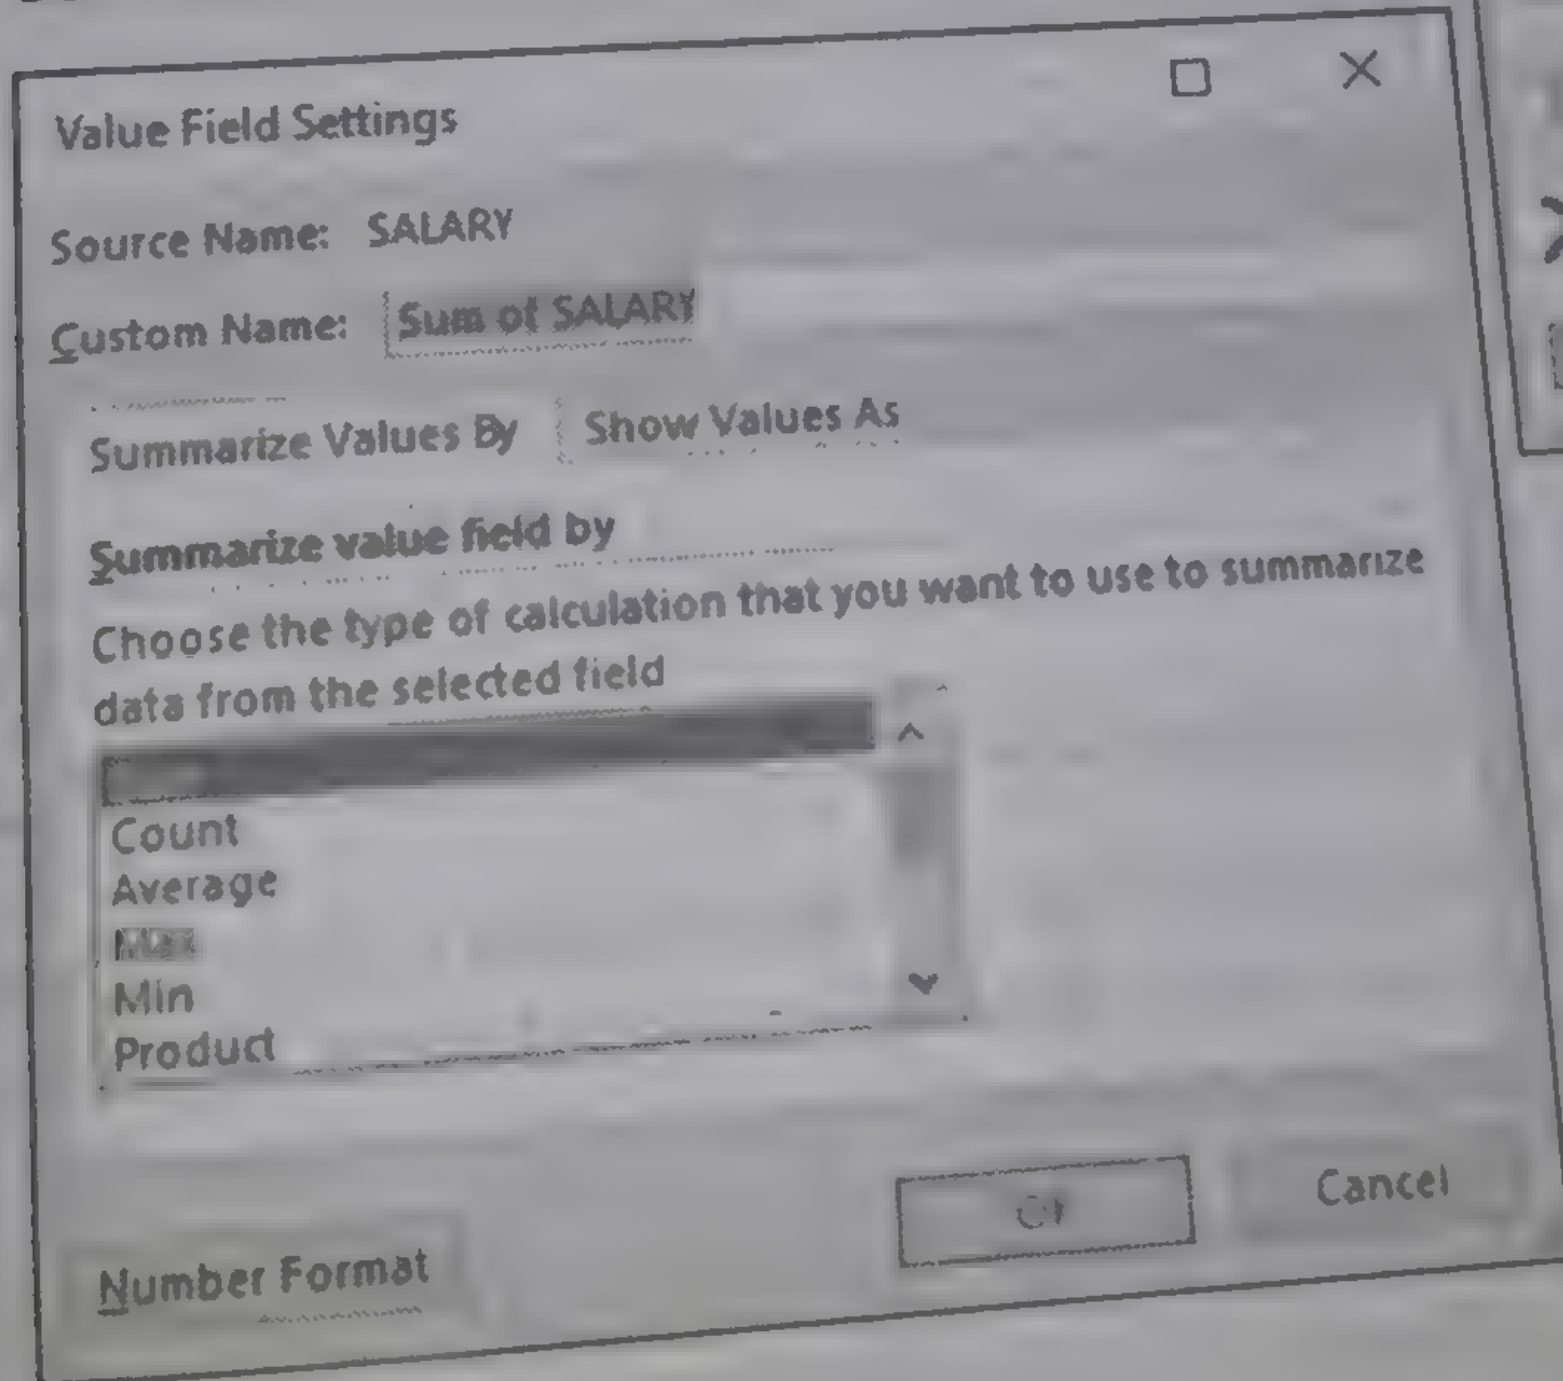 Value Field Settings
Source Name: SALARY
Custom Name: Sum of SALARY
Summarize Values By Show Values As
Summarize value field by
Choose the type of calculation that you want to use to summarize
data from the selected field
Count
Average
Max
Min
Product
Number Format
Cancel